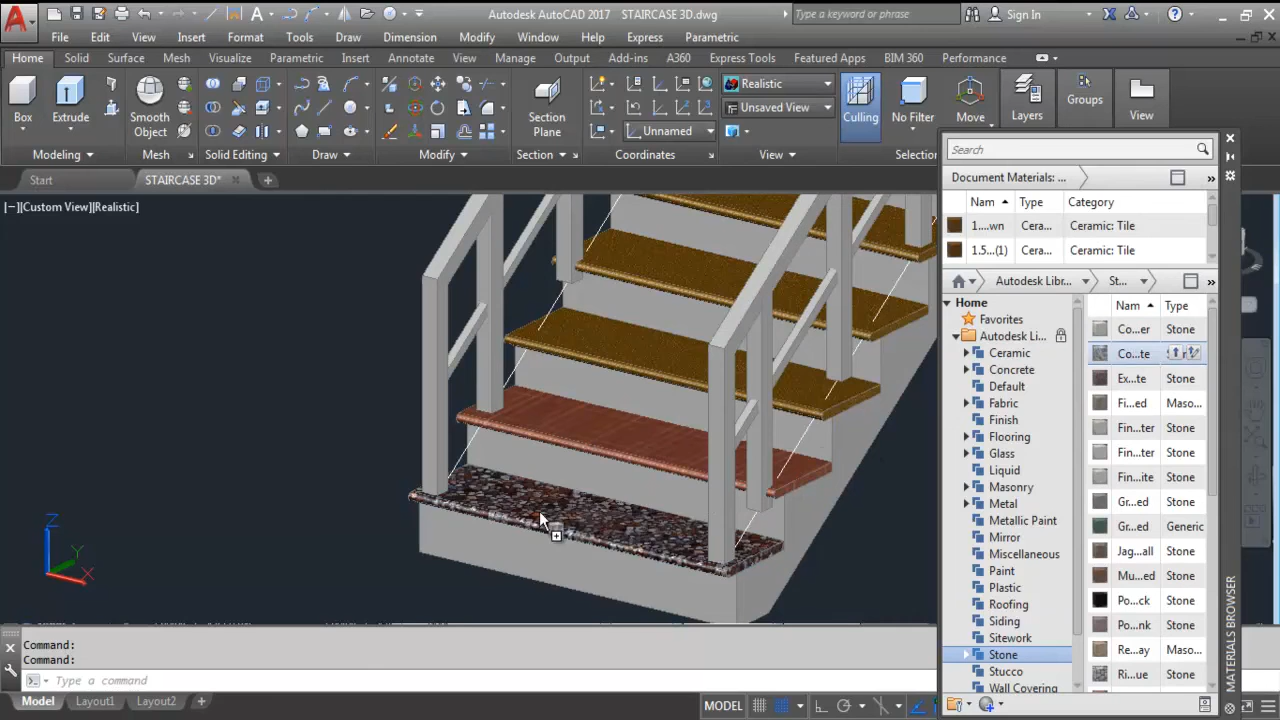 Autodesk AutoCAD 2017 STAIRCASE 3D.dwg
Type a keyword or phrase
Sign In
File Edit View Insert Format Tools Draw Dimension Modify Window Help Express Parametric
Home Solid Surface Mesh Visualize Parametric Insert Annotate View Manage Output Add-ins A360 Express Tools Featured Apps BIM 360 Performance
Realistic
Unsaved View
Unnamed
Box
Extrude
Smooth Object
Section Plane
Culling
No Filter
Move
Layers
Groups
View
Modeling Mesh Solid Editing Draw Modify Section Coordinates View Selection
Start STAIRCASE 3D*
[−][Custom View][Realistic]
Search
Document Materials: ...
Nam Type Category
1....wn Cera... Ceramic: Tile
1.5...(1) Cera... Ceramic: Tile
Autodesk Libr... St...
Home
Favorites
Autodesk Li...
Ceramic
Concrete
Default
Fabric
Finish
Flooring
Glass
Liquid
Masonry
Metal
Metallic Paint
Mirror
Miscellaneous
Paint
Plastic
Roofing
Siding
Sitework
Stone
Stucco
Wall Covering
Nam Type
Co...er Stone
Co...te
Ex...te Stone
Fi...ed Maso...
Fin...ter Stone
Fin...ter Stone
Fin...ite Stone
Gr...ed Stone
Gr...ed Generic
Jag...all Stone
Mu...ed Stone
Po...ck Stone
Po...nk Stone
Re...ay Maso...
Ri...ue Stone
MATERIALS BROWSER
Z
Y
X
Command:
Command:
Type a command
Model Layout1 Layout2
MODEL